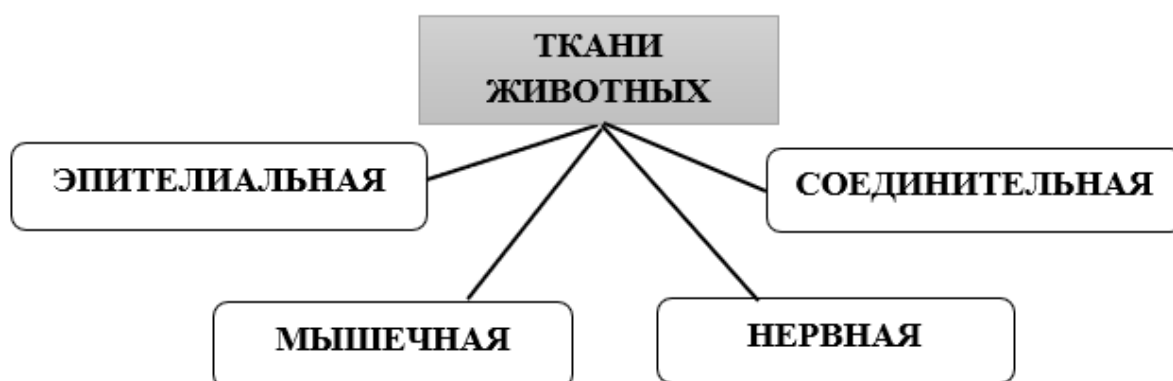 ТКАНИ
ЖИВОТНЫХ
ЭПИТЕЛИАЛЬНАЯ
СОЕДИНИТЕЛЬНАЯ
МЫШЕЧНАЯ
НЕРВНАЯ